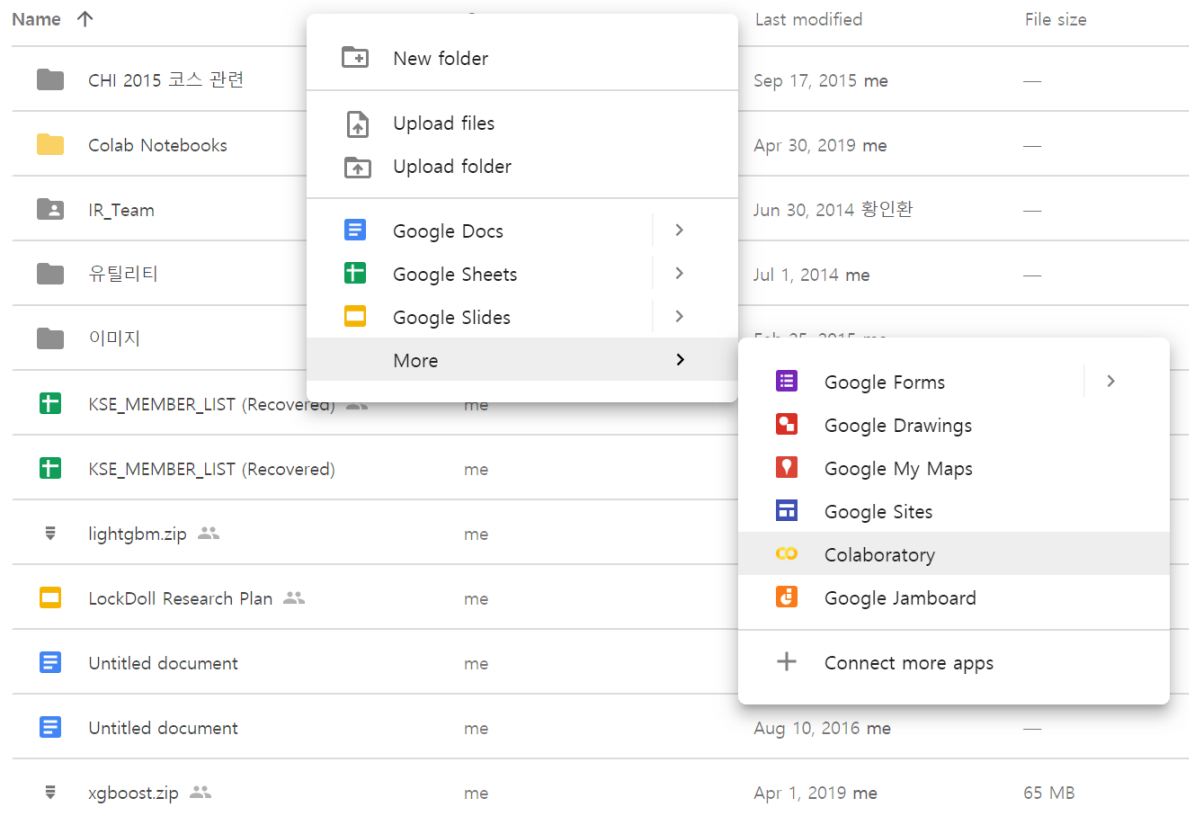 Name
Last modified
File size
New folder
CHI 2015 코스 관련
Sep 17, 2015 me
—
Upload files
Colab Notebooks
Apr 30, 2019 me
—
Upload folder
IR_Team
Jun 30, 2014 황인환
—
Google Docs
Google Sheets
유틸리티
Jul 1, 2014 me
—
Google Slides
이미지
More
Google Forms
KSE_MEMBER_LIST (Recovered)
me
Google Drawings
KSE_MEMBER_LIST (Recovered)
me
Google My Maps
Google Sites
lightgbm.zip
me
Colaboratory
LockDoll Research Plan
me
Google Jamboard
Untitled document
me
Connect more apps
Untitled document
me
Aug 10, 2016 me
—
xgboost.zip
me
Apr 1, 2019 me
65 MB